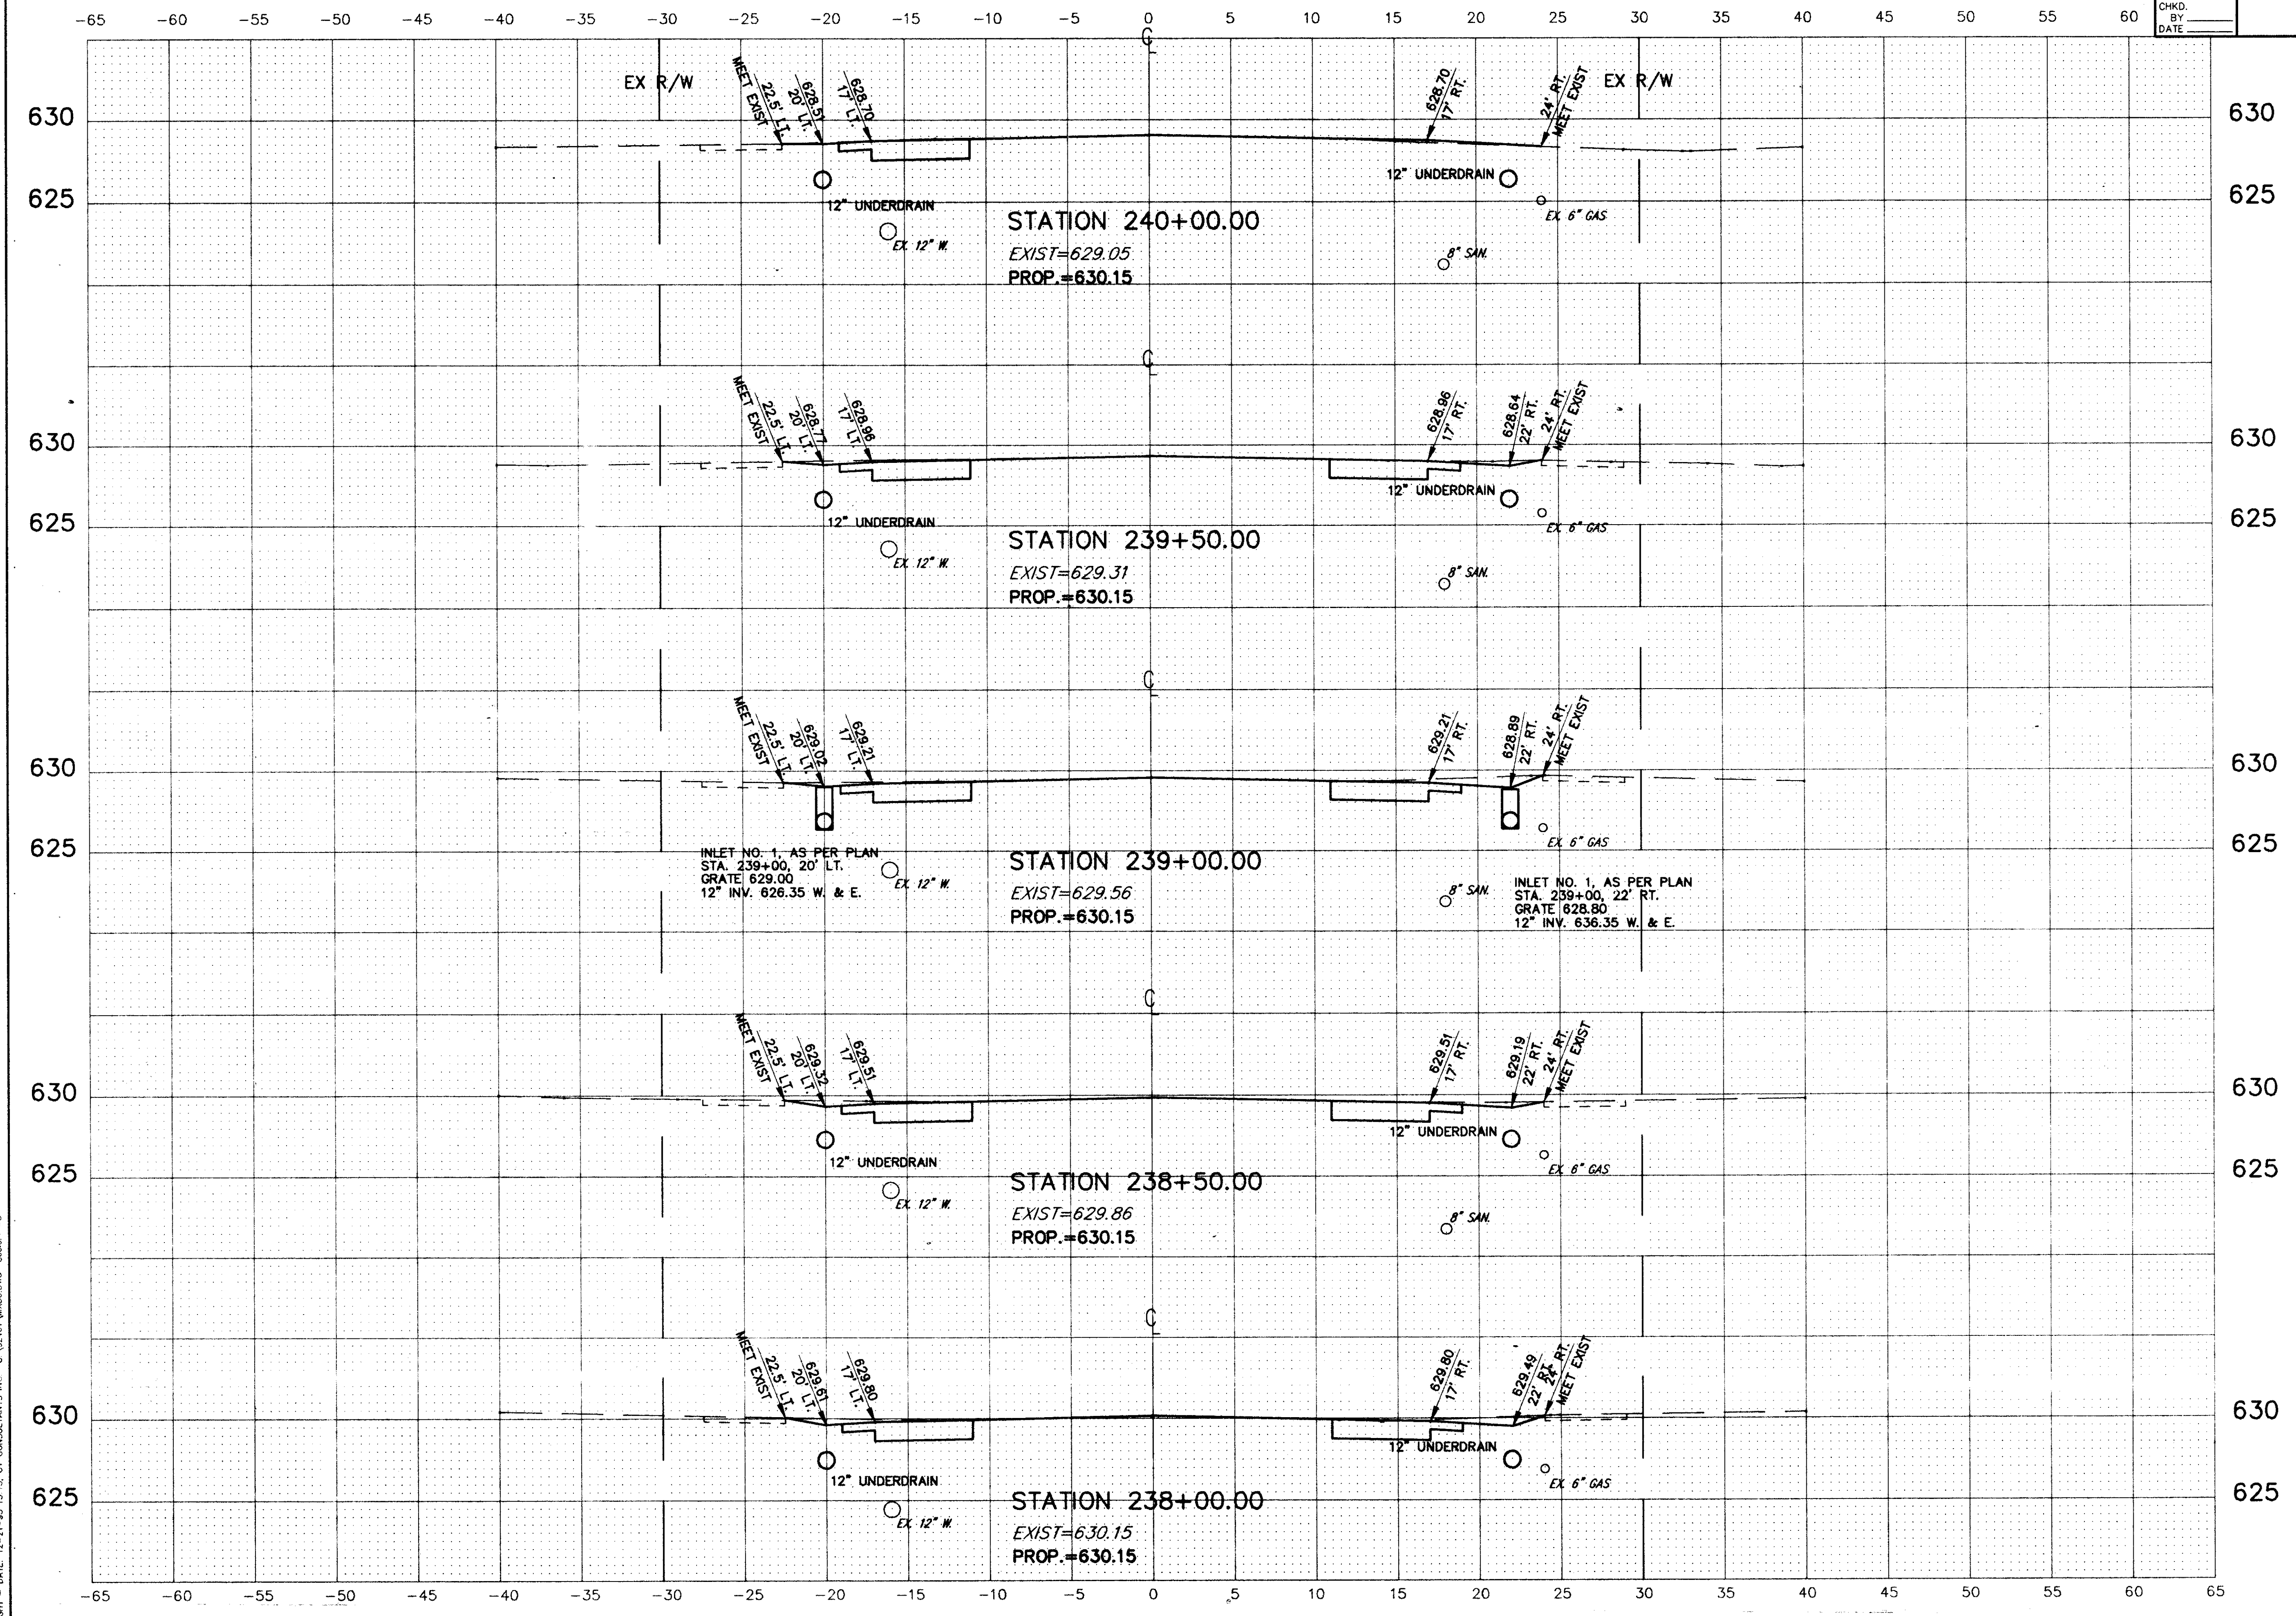 -65 -60 -55 -50 -45 -40 -35 -30 -25 -20 -15 -10 -5 0 5 10 15 20 25 30 35 40 45 50 55 60
CHKD.
BY
DATE
EX R/W
EX R/W
MEET EXIST
22.5' LT.
628.51
20' LT.
628.70
17' LT.
628.70
17' RT.
24' RT.
MEET EXIST
630
630
12" UNDERDRAIN
12" UNDERDRAIN
625
625
EX. 12" W.
EX. 6" GAS
8" SAN.
STATION 240+00.00
EXIST=629.05
PROP.=630.15
MEET EXIST
22.5' LT.
628.77
20' LT.
628.96
17' LT.
628.96
17' RT.
628.64
22' RT.
24' RT.
MEET EXIST
630
630
12" UNDERDRAIN
12" UNDERDRAIN
625
625
EX. 12" W.
EX. 6" GAS
8" SAN.
STATION 239+50.00
EXIST=629.31
PROP.=630.15
MEET EXIST
22.5' LT.
629.02
20' LT.
629.21
17' LT.
629.21
17' RT.
628.89
22' RT.
24' RT.
MEET EXIST
630
630
625
625
INLET NO. 1, AS PER PLAN
STA. 239+00, 20' LT.
GRATE 629.00
12" INV. 626.35 W. & E.
EX. 12" W.
STATION 239+00.00
EXIST=629.56
PROP.=630.15
EX. 6" GAS
8" SAN.
INLET NO. 1, AS PER PLAN
STA. 239+00, 22' RT.
GRATE 628.80
12" INV. 636.35 W. & E.
MEET EXIST
22.5' LT.
629.32
20' LT.
629.51
17' LT.
629.51
17' RT.
629.19
22' RT.
24' RT.
MEET EXIST
630
630
12" UNDERDRAIN
12" UNDERDRAIN
625
625
EX. 12" W.
EX. 6" GAS
8" SAN.
STATION 238+50.00
EXIST=629.86
PROP.=630.15
MEET EXIST
22.5' LT.
629.61
20' LT.
629.80
17' LT.
629.80
17' RT.
629.49
22' RT.
24' RT.
MEET EXIST
630
630
12" UNDERDRAIN
12" UNDERDRAIN
625
625
EX. 12" W.
EX. 6" GAS
STATION 238+00.00
EXIST=630.15
PROP.=630.15
-65 -60 -55 -50 -45 -40 -35 -30 -25 -20 -15 -10 -5 0 5 10 15 20 25 30 35 40 45 50 55 60 65